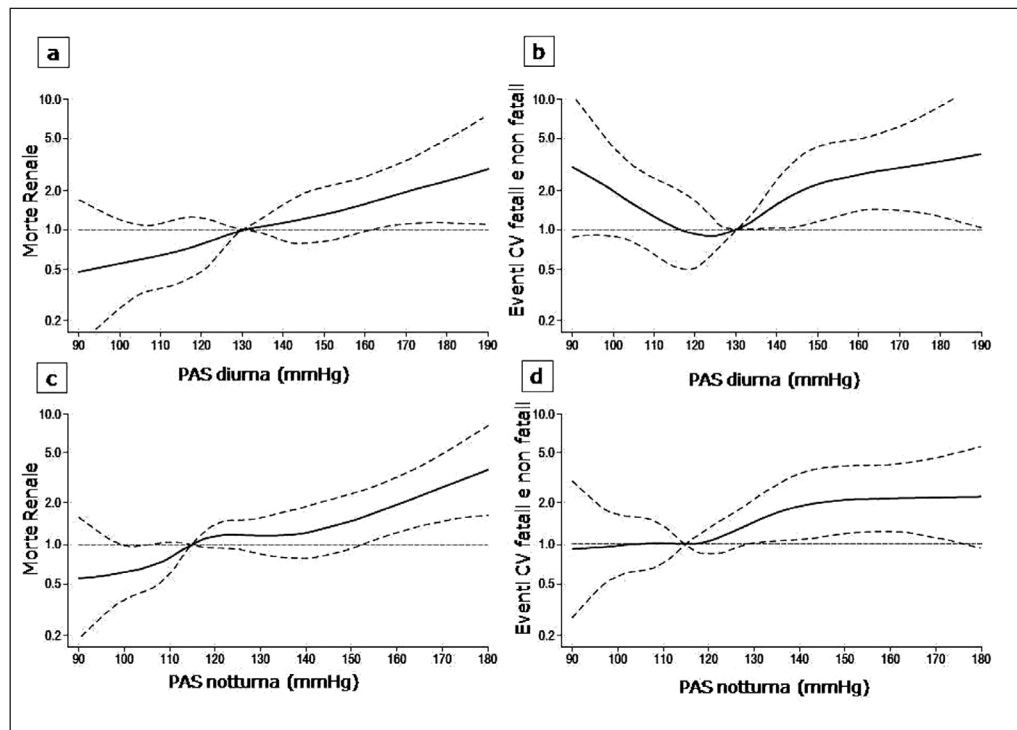 a
Morte Renale
10.0
5.0
2.0
1.0
0.5
0.2
90 100 110 120 130 140 150 160 170 180 190
PAS diurna (mmHg)
b
Eventi CV fatali e non fatali
10.0
5.0
2.0
1.0
0.5
0.2
90 100 110 120 130 140 150 160 170 180 190
PAS diurna (mmHg)
c
Morte Renale
10.0
5.0
2.0
1.0
0.5
0.2
90 100 110 120 130 140 150 160 170 180
PAS notturna (mmHg)
d
Eventi CV fatali e non fatali
10.0
5.0
2.0
1.0
0.5
0.2
90 100 110 120 130 140 150 160 170 180
PAS notturna (mmHg)